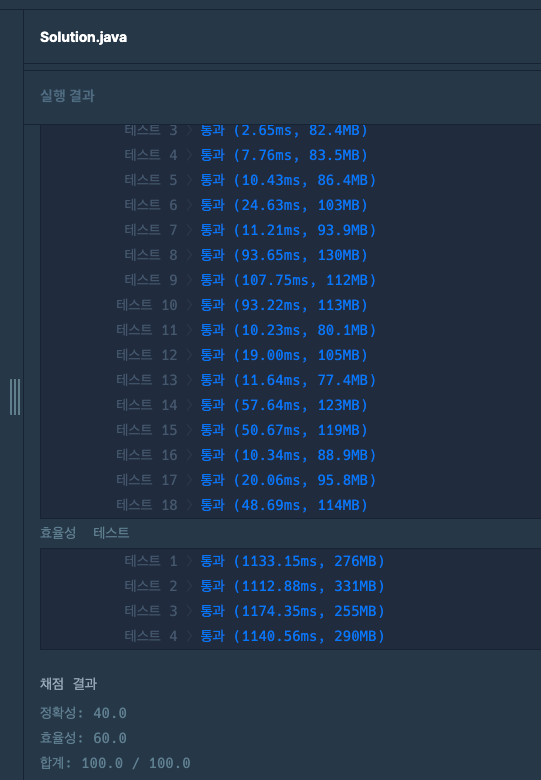 Solution.java
실행 결과
테스트 3 〉 통과 (2.65ms, 82.4MB)
테스트 4 〉 통과 (7.76ms, 83.5MB)
테스트 5 〉 통과 (10.43ms, 86.4MB)
테스트 6 〉 통과 (24.63ms, 103MB)
테스트 7 〉 통과 (11.21ms, 93.9MB)
테스트 8 〉 통과 (93.65ms, 130MB)
테스트 9 〉 통과 (107.75ms, 112MB)
테스트 10 〉 통과 (93.22ms, 113MB)
테스트 11 〉 통과 (10.23ms, 80.1MB)
테스트 12 〉 통과 (19.00ms, 105MB)
테스트 13 〉 통과 (11.64ms, 77.4MB)
테스트 14 〉 통과 (57.64ms, 123MB)
테스트 15 〉 통과 (50.67ms, 119MB)
테스트 16 〉 통과 (10.34ms, 88.9MB)
테스트 17 〉 통과 (20.06ms, 95.8MB)
테스트 18 〉 통과 (48.69ms, 114MB)
효율성 테스트
테스트 1 〉 통과 (1133.15ms, 276MB)
테스트 2 〉 통과 (1112.88ms, 331MB)
테스트 3 〉 통과 (1174.35ms, 255MB)
테스트 4 〉 통과 (1140.56ms, 290MB)
채점 결과
정확성: 40.0
효율성: 60.0
합계: 100.0 / 100.0